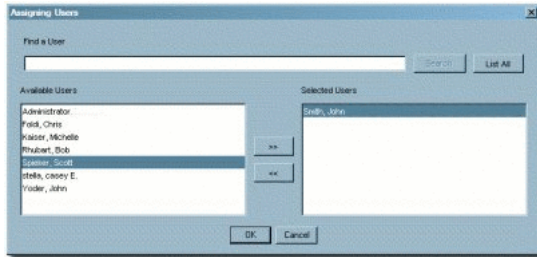 Assigning Users
Find a User
Search
List All
Available Users
Selected Users
Administrator
Foldi, Chris
Kaiser, Michelle
Rhubart, Bob
Speiner, Scott
stella, casey E.
Yoder, John
Smith, John
>>
<<
OK
Cancel